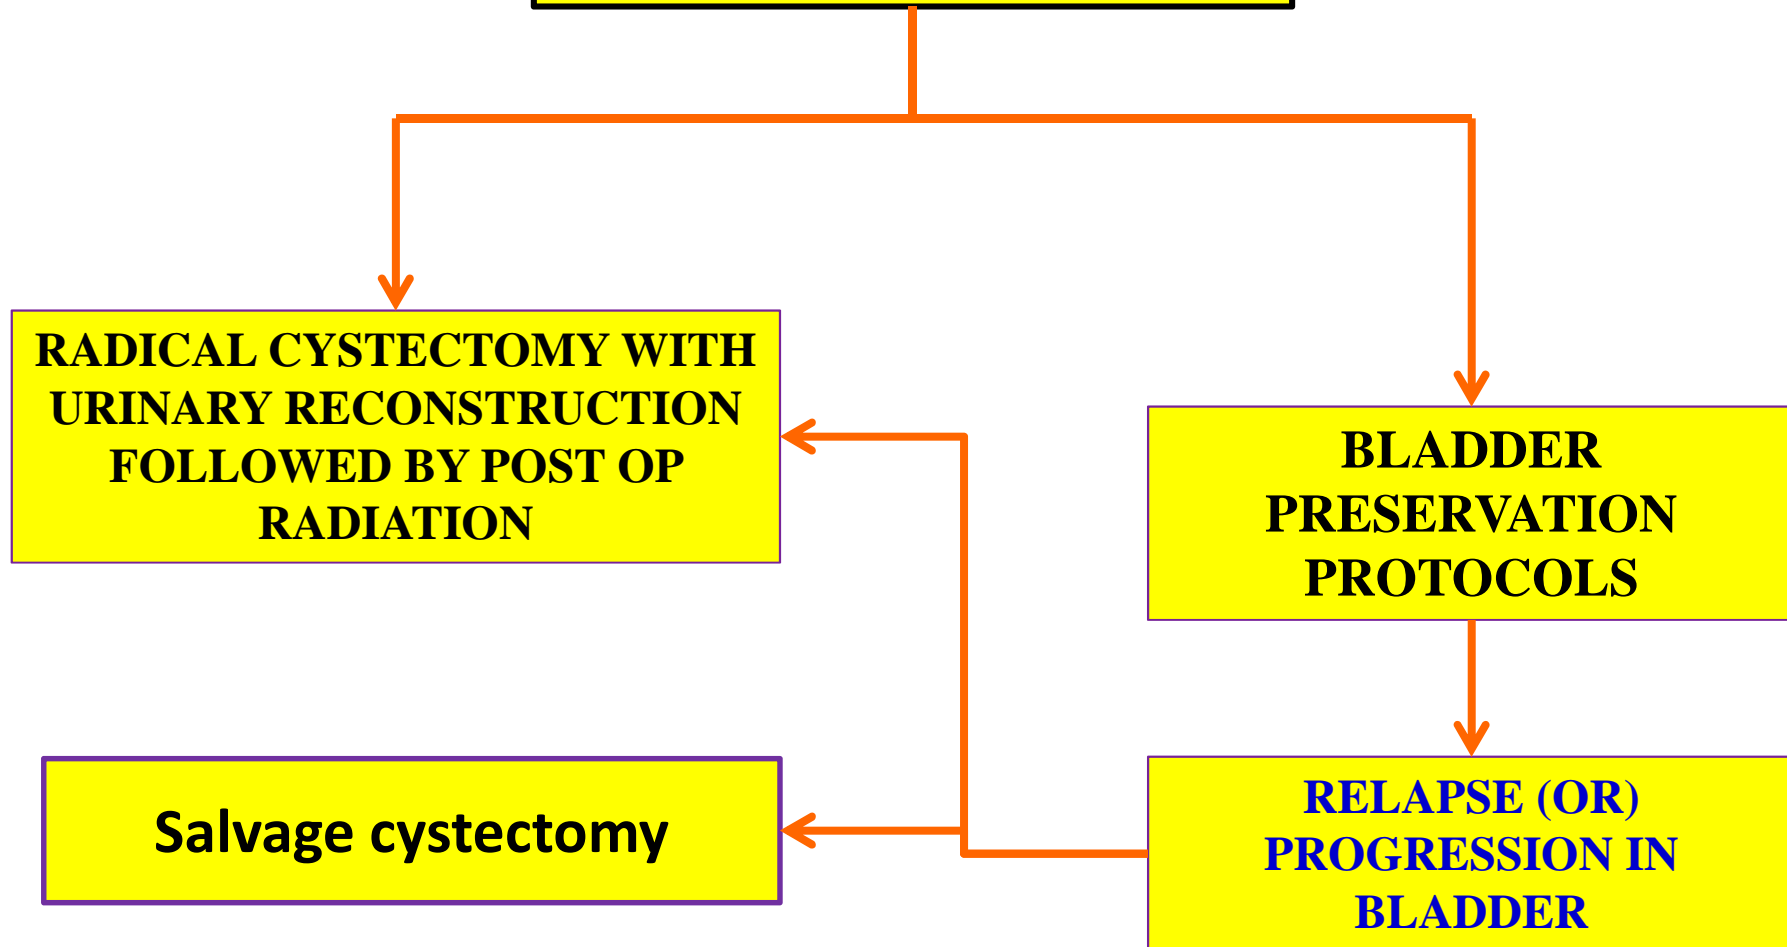 RADICAL CYSTECTOMY WITH
URINARY RECONSTRUCTION
FOLLOWED BY POST OP
RADIATION
BLADDER
PRESERVATION
PROTOCOLS
Salvage cystectomy
RELAPSE (OR)
PROGRESSION IN
BLADDER